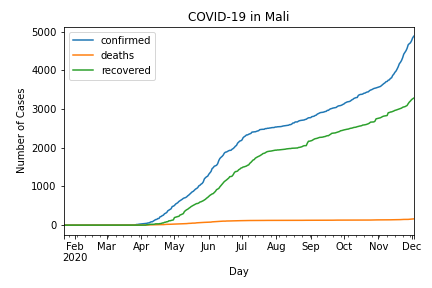 COVID-19 in Mali
confirmed
deaths
recovered
Number of Cases
5000
4000
3000
2000
1000
0
Feb Mar Apr May Jun Jul Aug Sep Oct Nov Dec
2020
Day